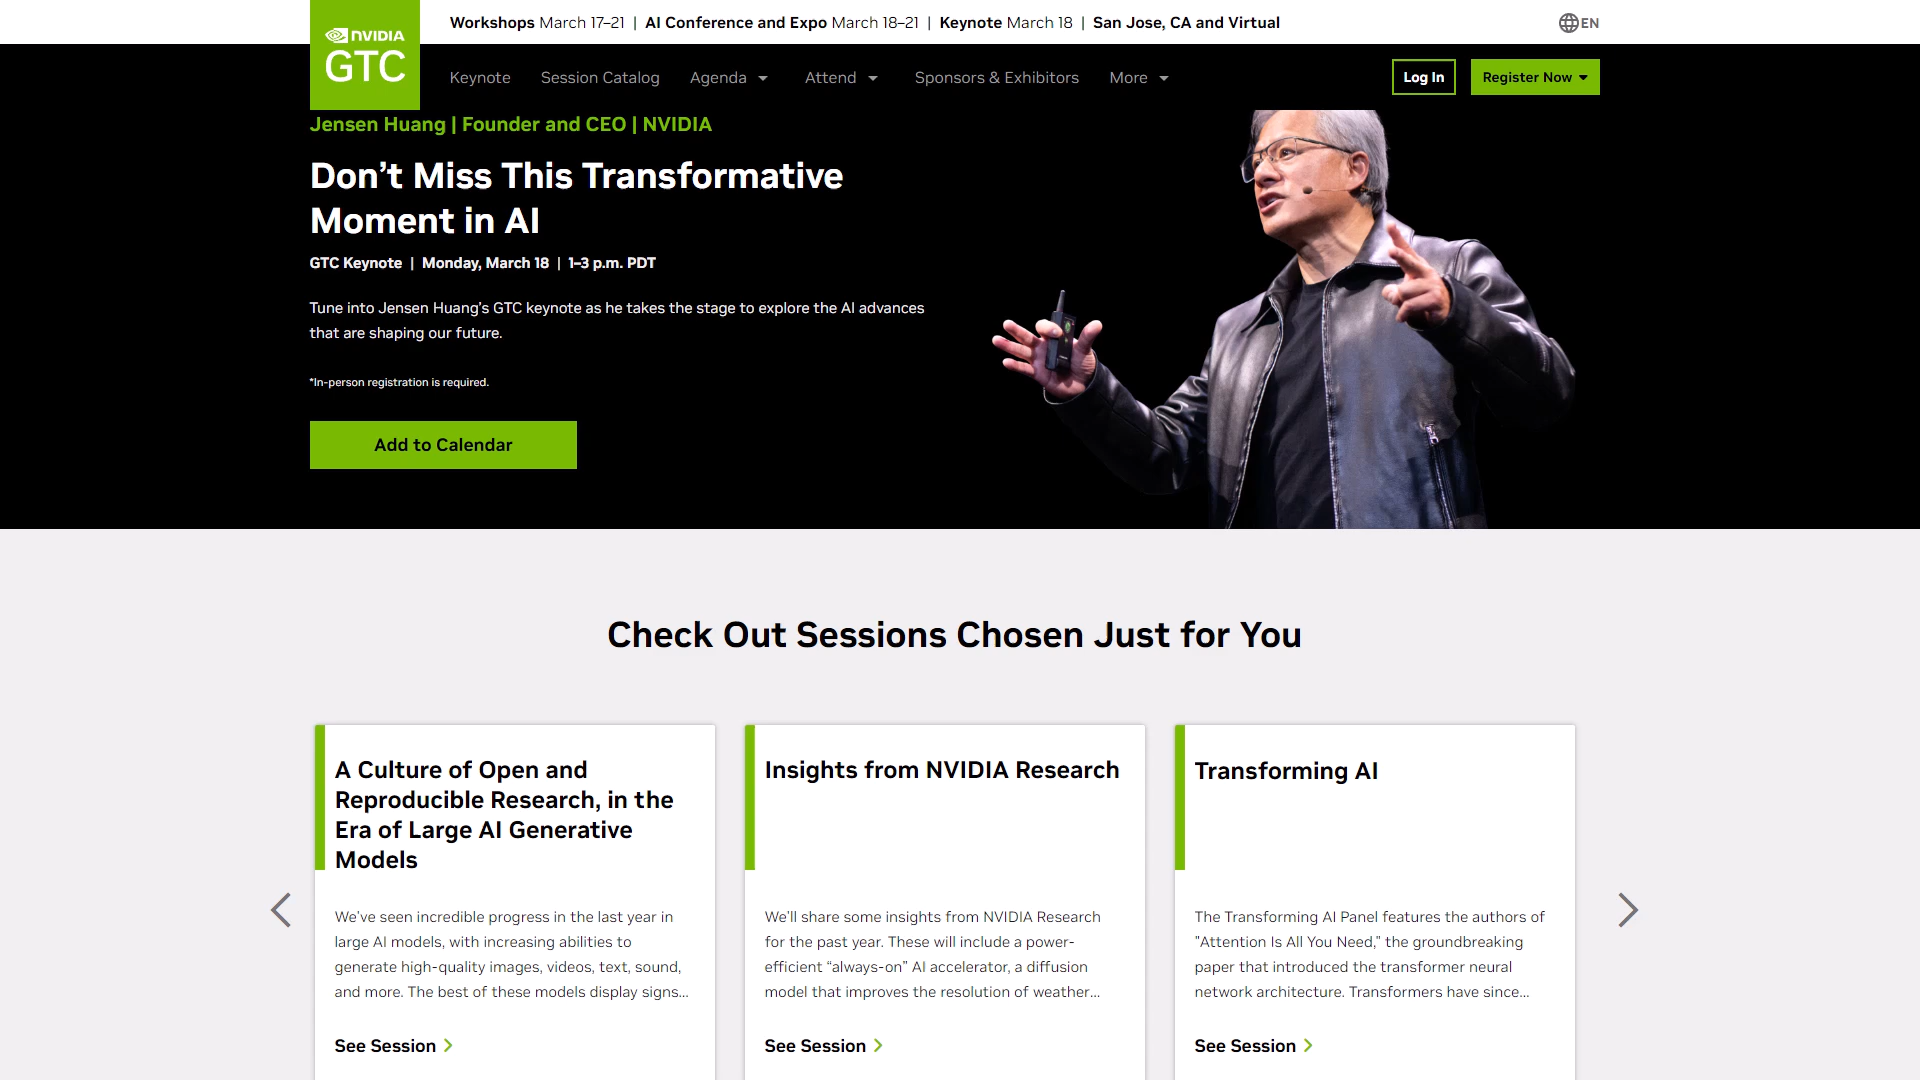 Workshops March 17–21 | AI Conference and Expo March 18–21 | Keynote March 18 | San Jose, CA and Virtual
EN
NVIDIA
GTC
Keynote Session Catalog Agenda Attend Sponsors & Exhibitors More
Log In
Register Now
Jensen Huang | Founder and CEO | NVIDIA
Don’t Miss This Transformative
Moment in AI
GTC Keynote | Monday, March 18 | 1–3 p.m. PDT
Tune into Jensen Huang’s GTC keynote as he takes the stage to explore the AI advances
that are shaping our future.
*In-person registration is required.
Add to Calendar
Check Out Sessions Chosen Just for You
A Culture of Open and
Reproducible Research, in the
Era of Large AI Generative
Models
We’ve seen incredible progress in the last year in
large AI models, with increasing abilities to
generate high-quality images, videos, text, sound,
and more. The best of these models display signs...
See Session
Insights from NVIDIA Research
We’ll share some insights from NVIDIA Research
for the past year. These will include a power-
efficient “always-on” AI accelerator, a diffusion
model that improves the resolution of weather...
See Session
Transforming AI
The Transforming AI Panel features the authors of
"Attention Is All You Need," the groundbreaking
paper that introduced the transformer neural
network architecture. Transformers have since...
See Session